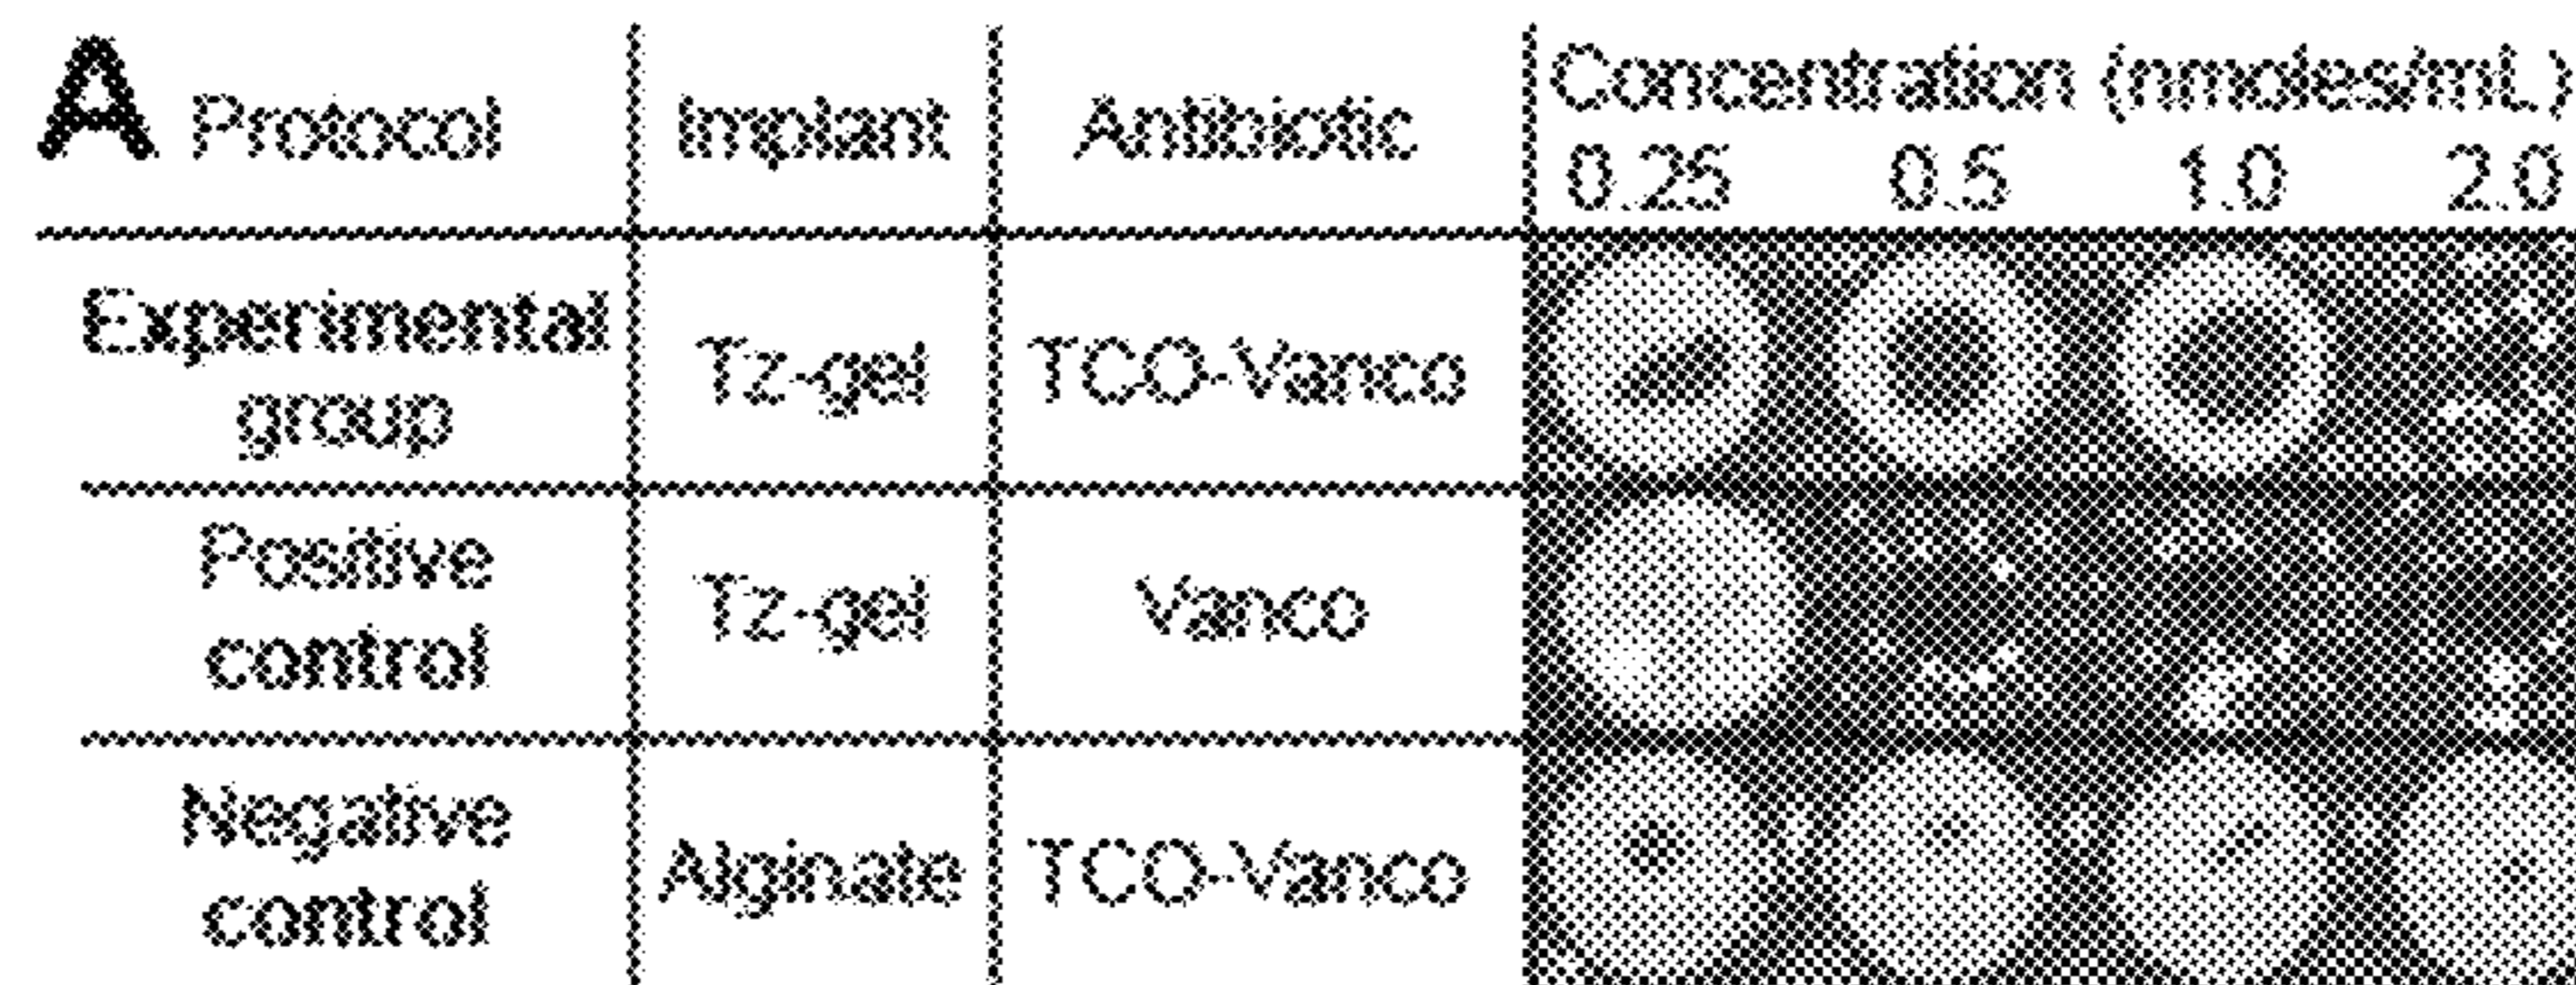 A Protocol Implant Antibiotic Concentration (nmoles/mL)
0.25 0.5 1.0 2.0
Experimental
group Tz-gel TCO-Vanco
Positive
control Tz-gel Vanco
Negative
control Alginate TCO-Vanco